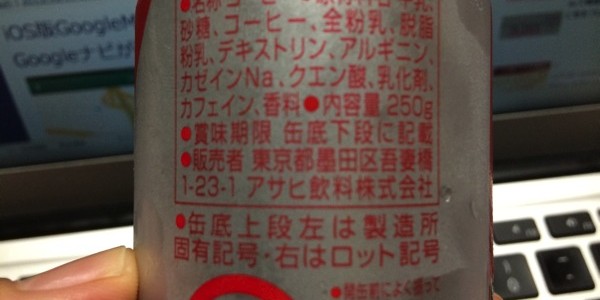 iOS版GoogleM
Googleナビが
●名称 コーヒー●原材料名 牛乳、
砂糖、コーヒー、全粉乳、脱脂
粉乳、デキストリン、アルギニン、
カゼインNa、クエン酸、乳化剤、
カフェイン、香料●内容量 250g
●賞味期限 缶底下段に記載
●販売者 東京都墨田区吾妻橋
1-23-1 アサヒ飲料株式会社
●缶底上段左は製造所
固有記号・右はロット記号
●開缶前によく振って